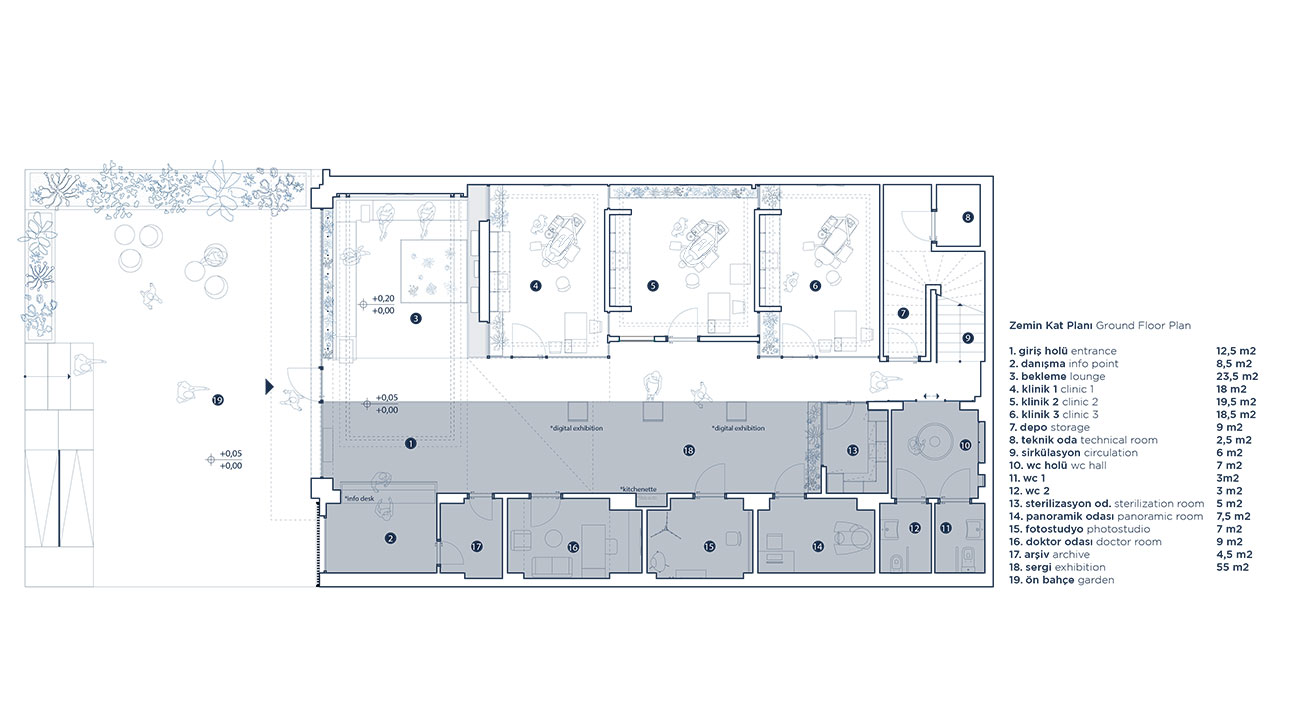 8
+0,20
+0,00
4
5
6
3
7
9
+0,05
+0,00
19
*digital exhibition
*digital exhibition
1
18
13
10
+0,05
+0,00
*info desk
*kitchenette
2
17
16
15
14
12
11
Zemin Kat Planı Ground Floor Plan
1. giriş holü entrance 12,5 m2
2. danışma info point 8,5 m2
3. bekleme lounge 23,5 m2
4. klinik 1 clinic 1 18 m2
5. klinik 2 clinic 2 19,5 m2
6. klinik 3 clinic 3 18,5 m2
7. depo storage 9 m2
8. teknik oda technical room 2,5 m2
9. sirkülasyon circulation 6 m2
10. wc holü wc hall 7 m2
11. wc 1 3m2
12. wc 2 3 m2
13. sterilizasyon od. sterilization room 5 m2
14. panoramik odası panoramic room 7,5 m2
15. fotostudyo photostudio 7 m2
16. doktor odası doctor room 9 m2
17. arşiv archive 4,5 m2
18. sergi exhibition 55 m2
19. ön bahçe garden